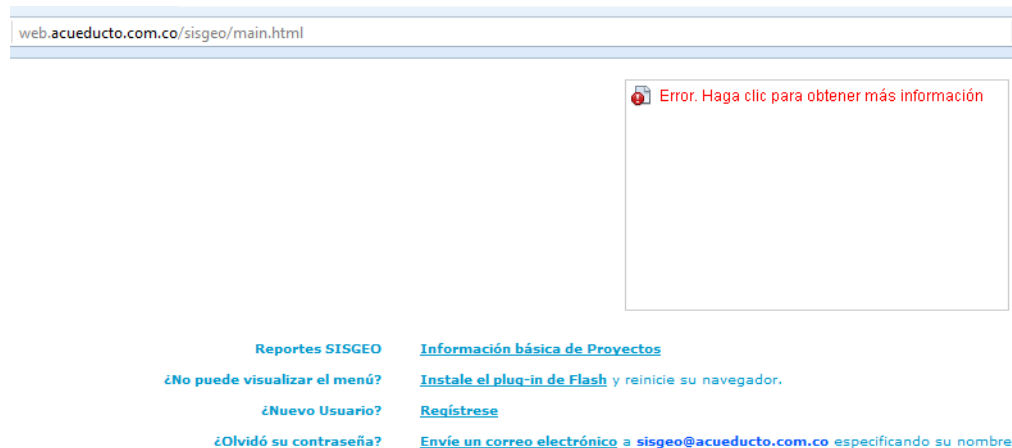 web.acueducto.com.co/sisgeo/main.html
Error. Haga clic para obtener más información
Reportes SISGEO Información básica de Proyectos
¿No puede visualizar el menú? Instale el plug-in de Flash y reinicie su navegador.
¿Nuevo Usuario? Regístrese
¿Olvidó su contraseña? Envíe un correo electrónico a sisgeo@acueducto.com.co especificando su nombre